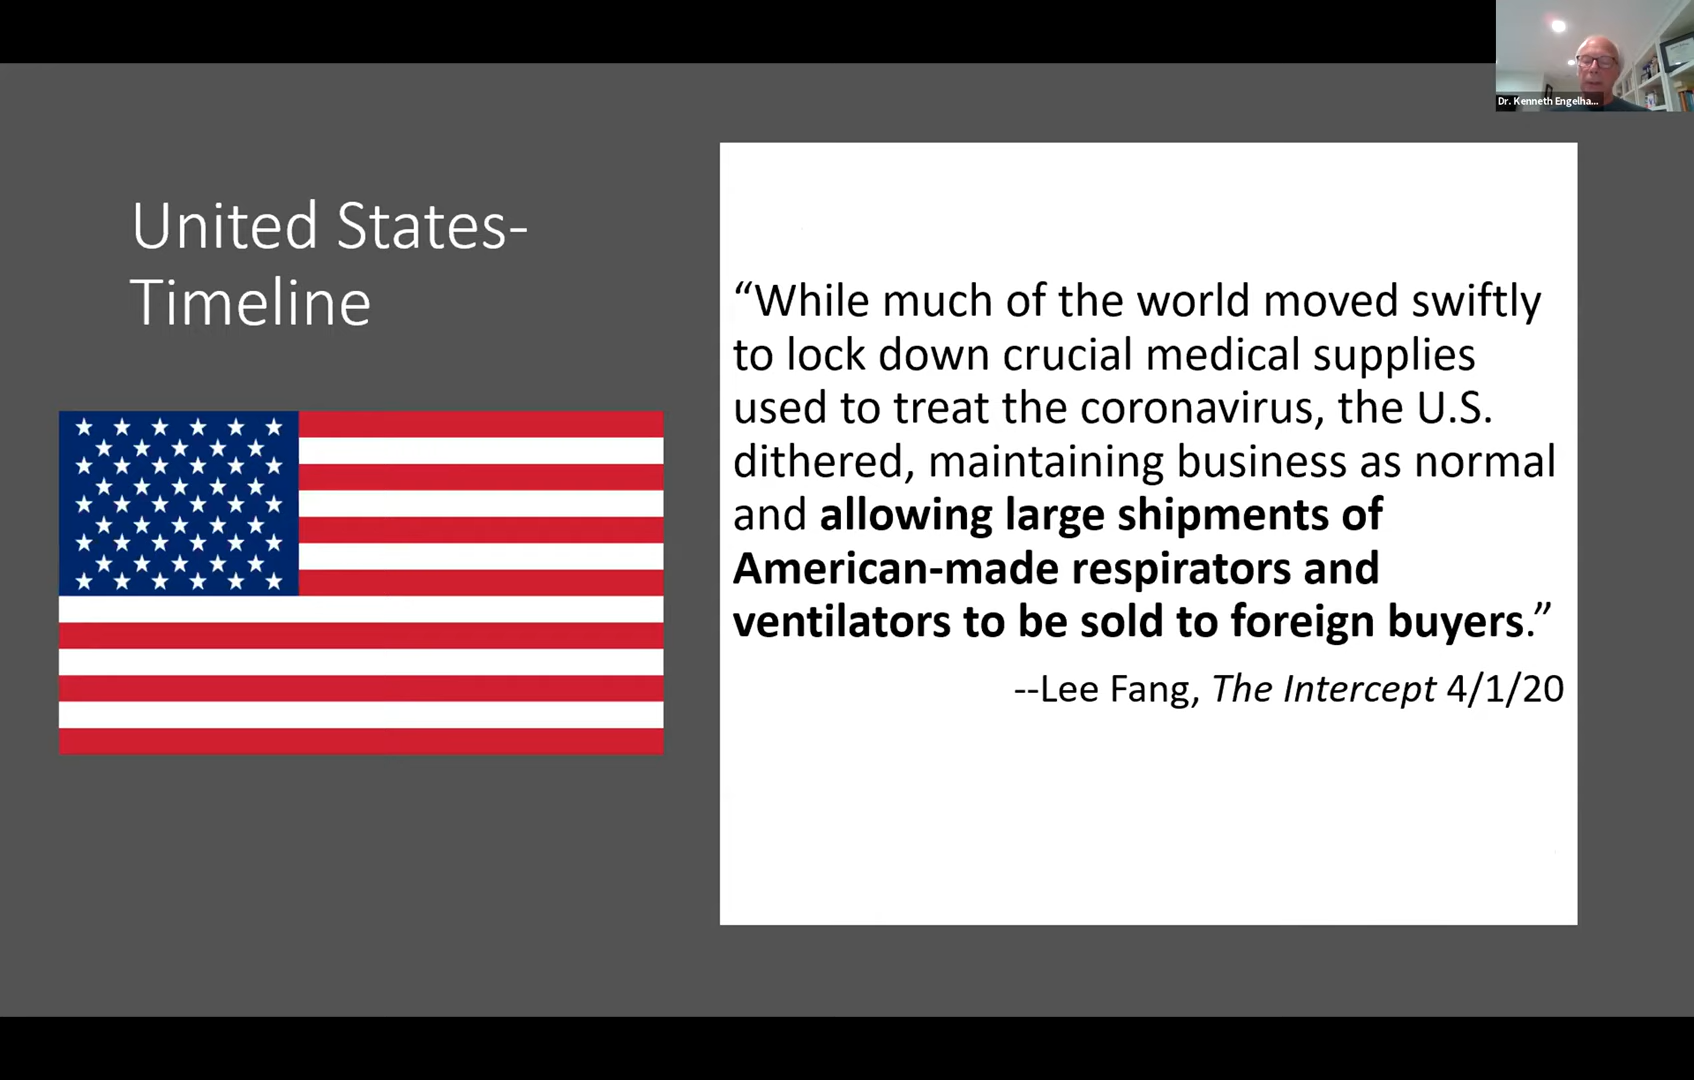 Dr. Kenneth Engelha...
United States-
Timeline
“While much of the world moved swiftly
to lock down crucial medical supplies
used to treat the coronavirus, the U.S.
dithered, maintaining business as normal
and allowing large shipments of
American-made respirators and
ventilators to be sold to foreign buyers.”
--Lee Fang, The Intercept 4/1/20